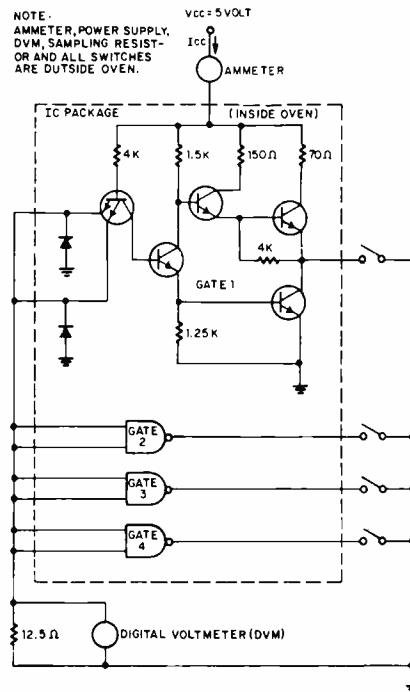 NOTE-
AMMETER, POWER SUPPLY,
DVM, SAMPLING RESIST-
OR AND ALL SWITCHES
ARE OUTSIDE OVEN.
VCC = 5 VOLT
ICC
AMMETER
IC PACKAGE
(INSIDE OVEN)
4K
1.5K
150Ω
70Ω
4K
GATE 1
1.25K
GATE
2
GATE
3
GATE
4
12.5Ω
DIGITAL VOLTMETER (DVM)